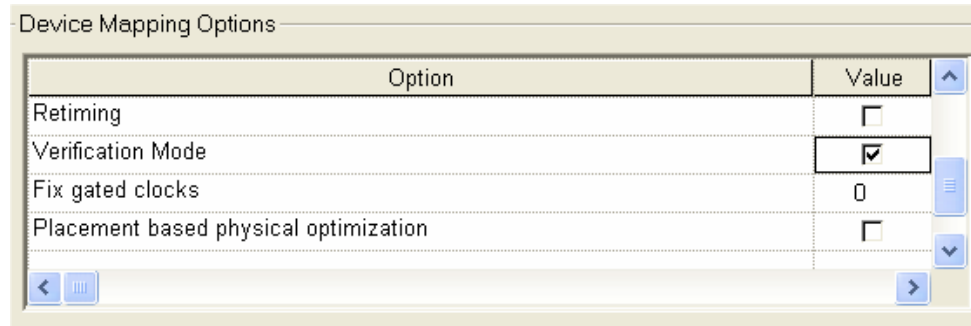 Device Mapping Options
Option Value
Retiming
Verification Mode
Fix gated clocks 0
Placement based physical optimization